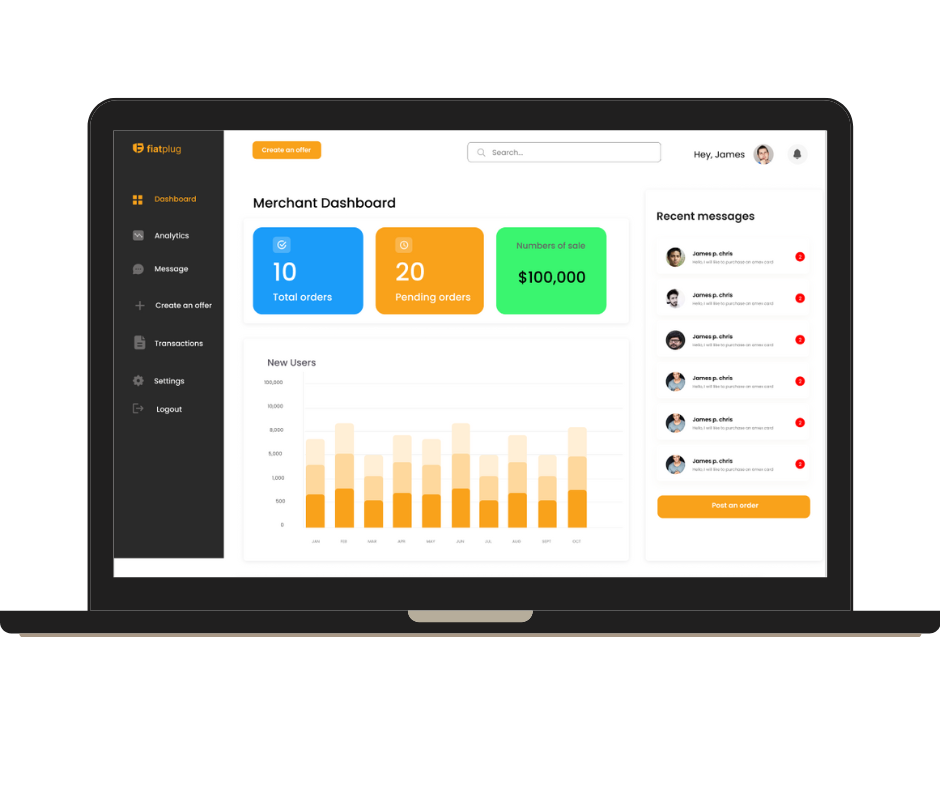 fiatplug
Create an offer
Search...
Hey, James
Dashboard
Analytics
Message
Create an offer
Transactions
Settings
Logout
Merchant Dashboard
10
Total orders
20
Pending orders
Numbers of sale
$100,000
New Users
100,000
10,000
8,000
5,000
1,000
500
0
JAN
FEB
MAR
APR
MAY
JUN
JUL
AUG
SEPT
OCT
Recent messages
James p. chris
Hello, I will like to purchase an amex card
2
James p. chris
Hello, I will like to purchase an amex card
2
James p. chris
Hello, I will like to purchase an amex card
2
James p. chris
Hello, I will like to purchase an amex card
2
James p. chris
Hello, I will like to purchase an amex card
2
James p. chris
Hello, I will like to purchase an amex card
2
Post an order